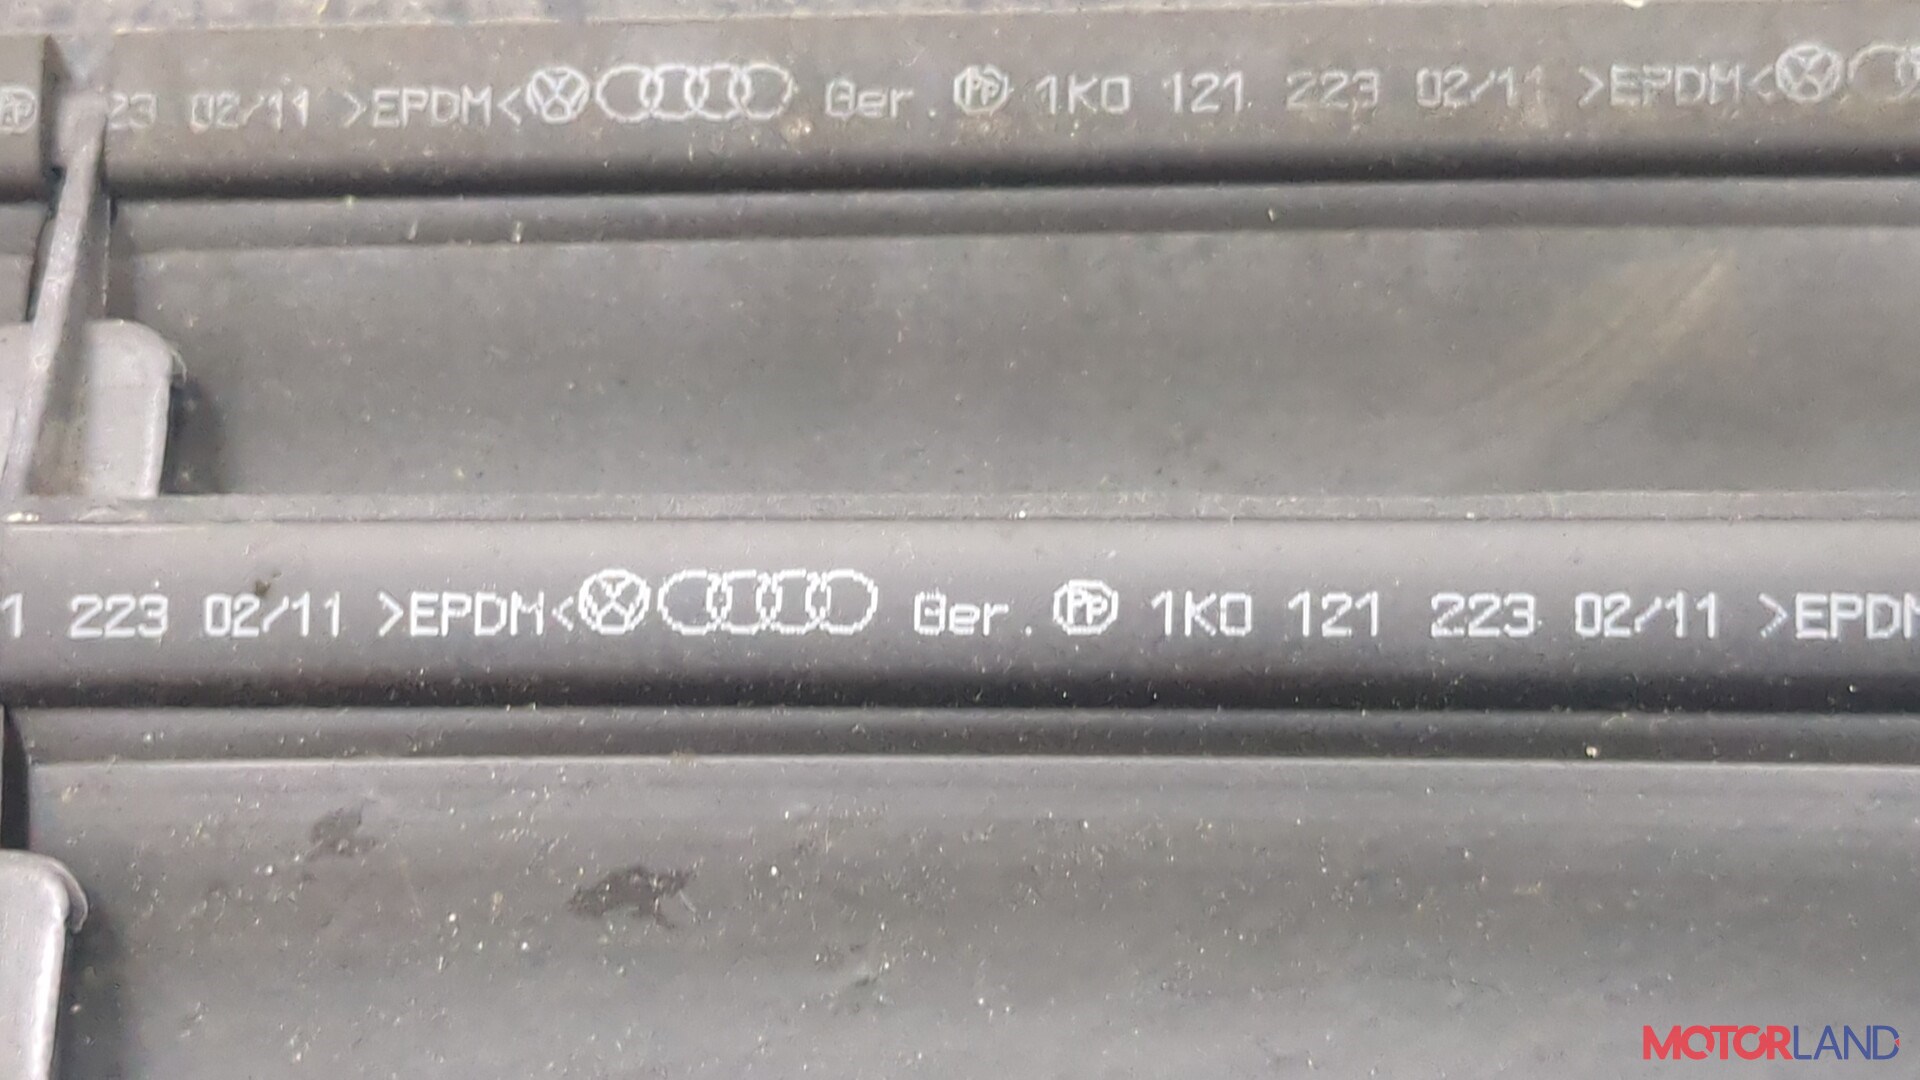 223 02/11 >EPDM< Ger. 1K0 121 223 02/11 >EPDM<
1 223 02/11 >EPDM< Ger. 1K0 121 223 02/11 >EPDM
MOTORLAND